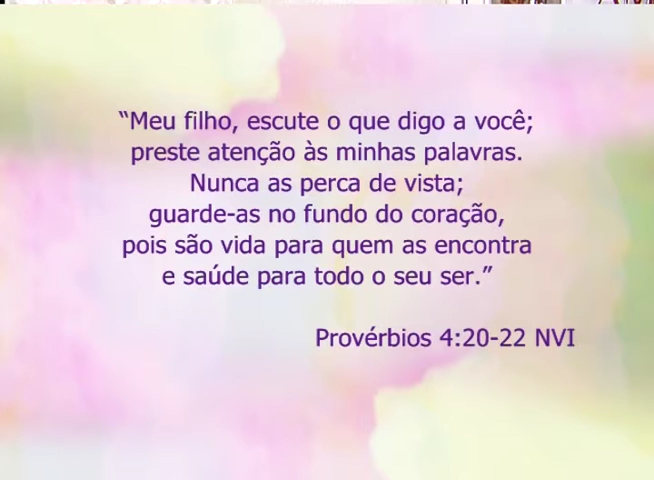 “Meu filho, escute o que digo a você;
preste atenção às minhas palavras.
Nunca as perca de vista;
guarde-as no fundo do coração,
pois são vida para quem as encontra
e saúde para todo o seu ser.”
Provérbios 4:20-22 NVI